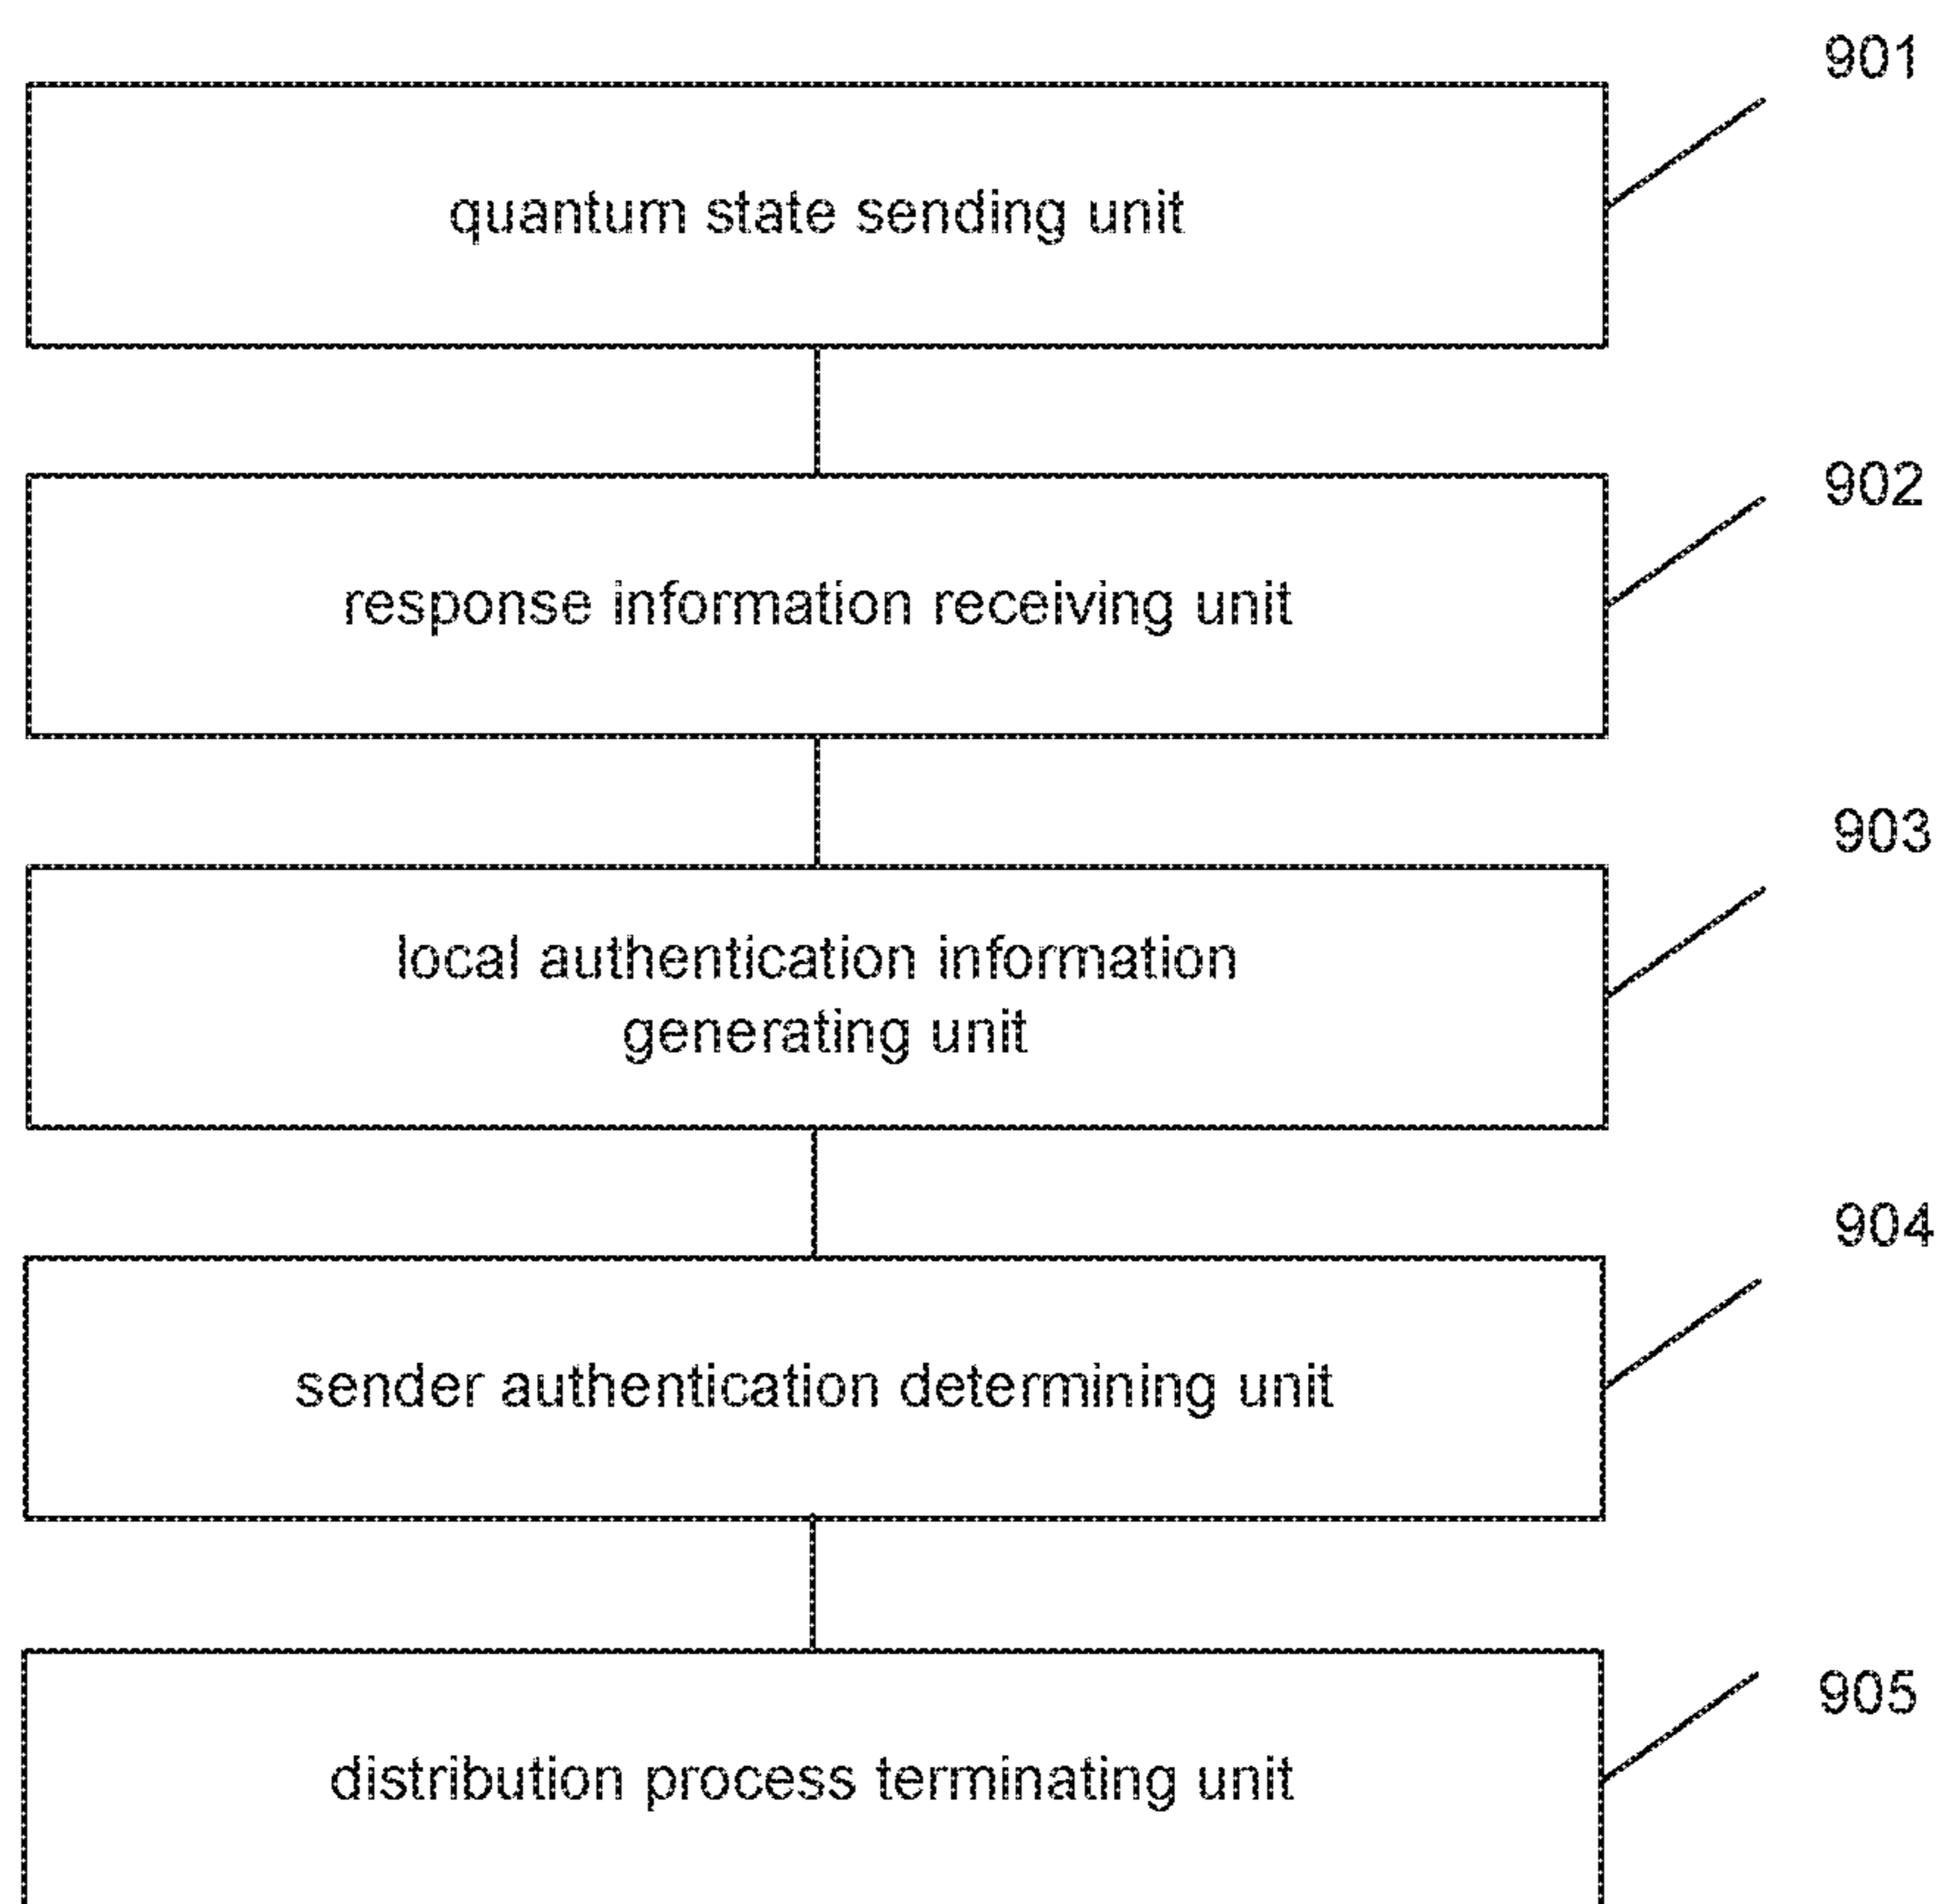 901
quantum state sending unit
902
response information receiving unit
903
local authentication information
generating unit
904
sender authentication determining unit
905
distribution process terminating unit